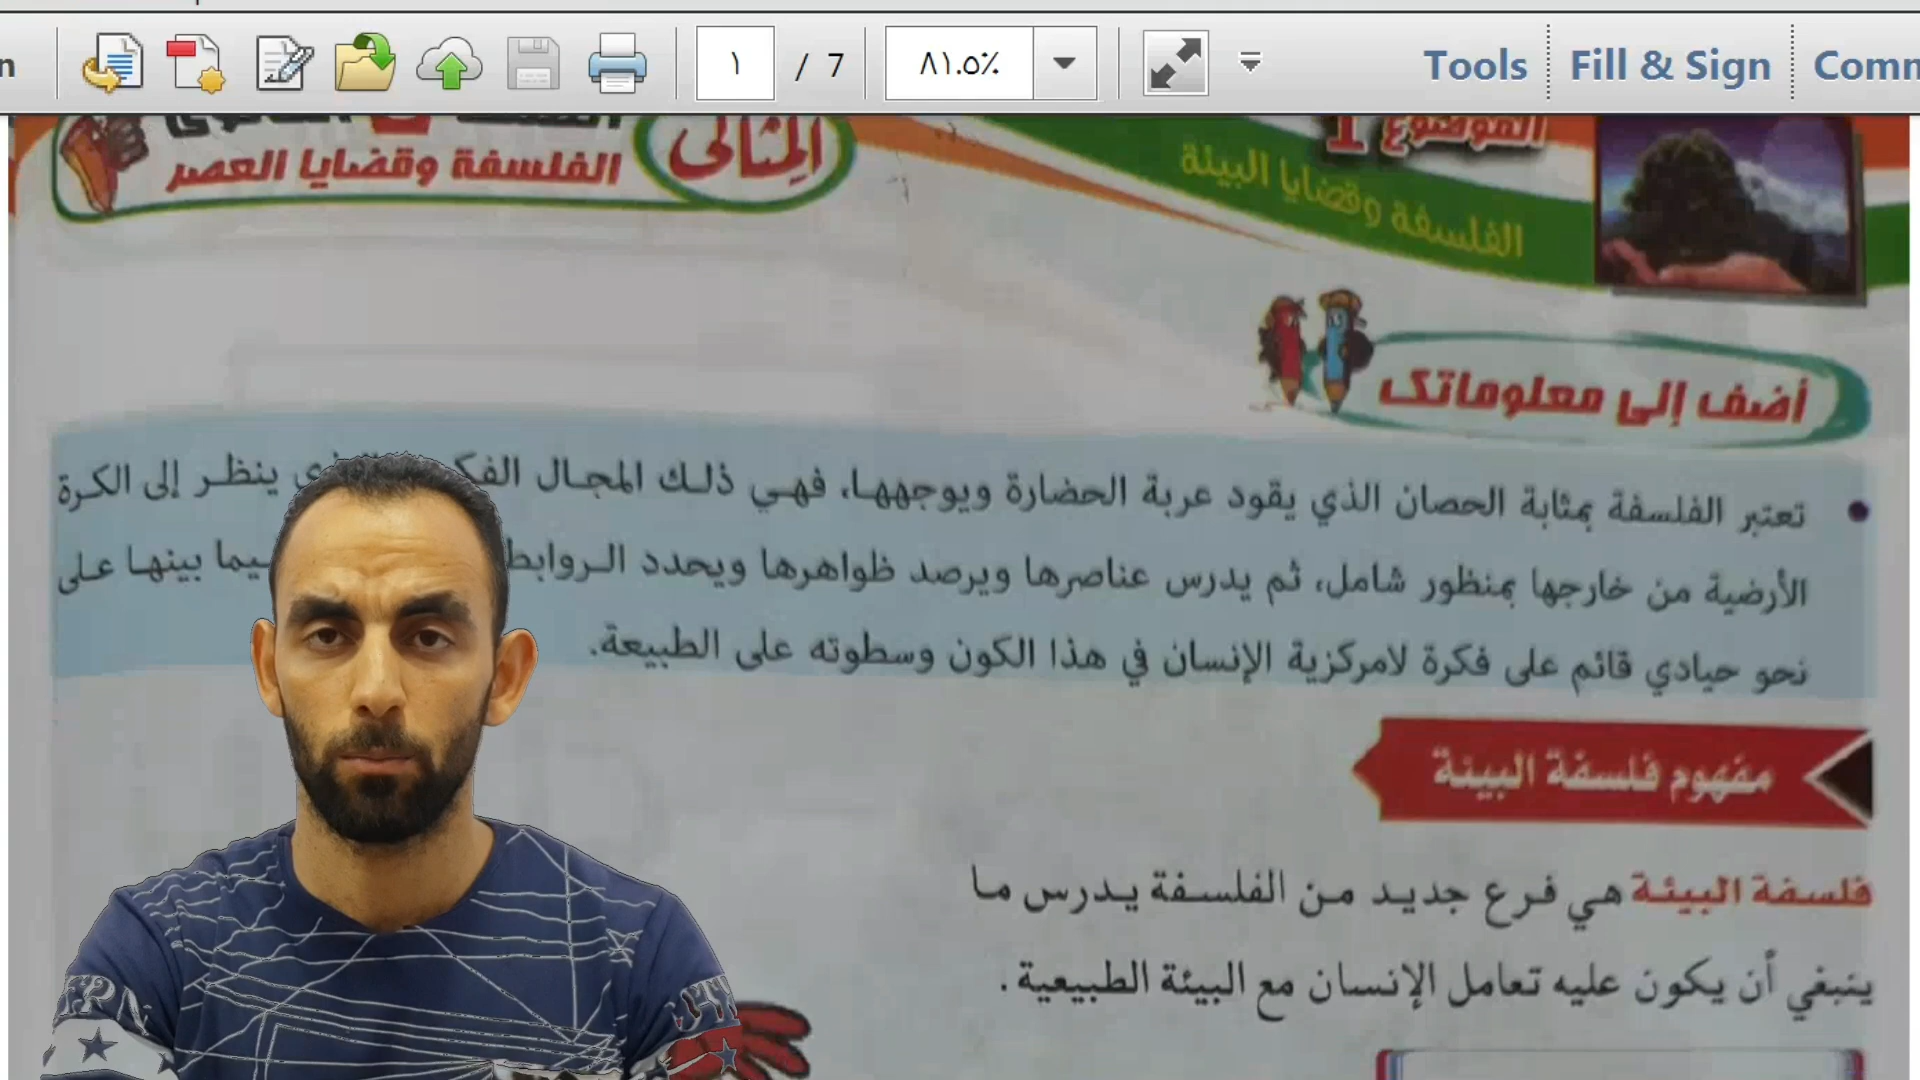 n
١ / 7
٨١.٥٪
Tools
Fill & Sign
Comm
المثالى
الفلسفة وقضايا العصر
الموضوع 1
الفلسفة وقضايا البيئة
أضف إلى معلوماتك
• تعتبر الفلسفة بمثابة الحصان الذي يقود عربة الحضارة ويوجهها، فهي ذلك المجال ينظر إلى الكرة
الأرضية من خارجها بمنظور شامل، ثم يدرس عناصرها ويرصد ظواهرها ويحدد الروابط بينها على
نحو حيادي قائم على فكرة لامركزية الإنسان في هذا الكون وسطوته على الطبيعة.
مفهوم فلسفة البيئة
فلسفة البيئة هي فرع جديد من الفلسفة يدرس ما
ينبغي أن يكون عليه تعامل الإنسان مع البيئة الطبيعية.